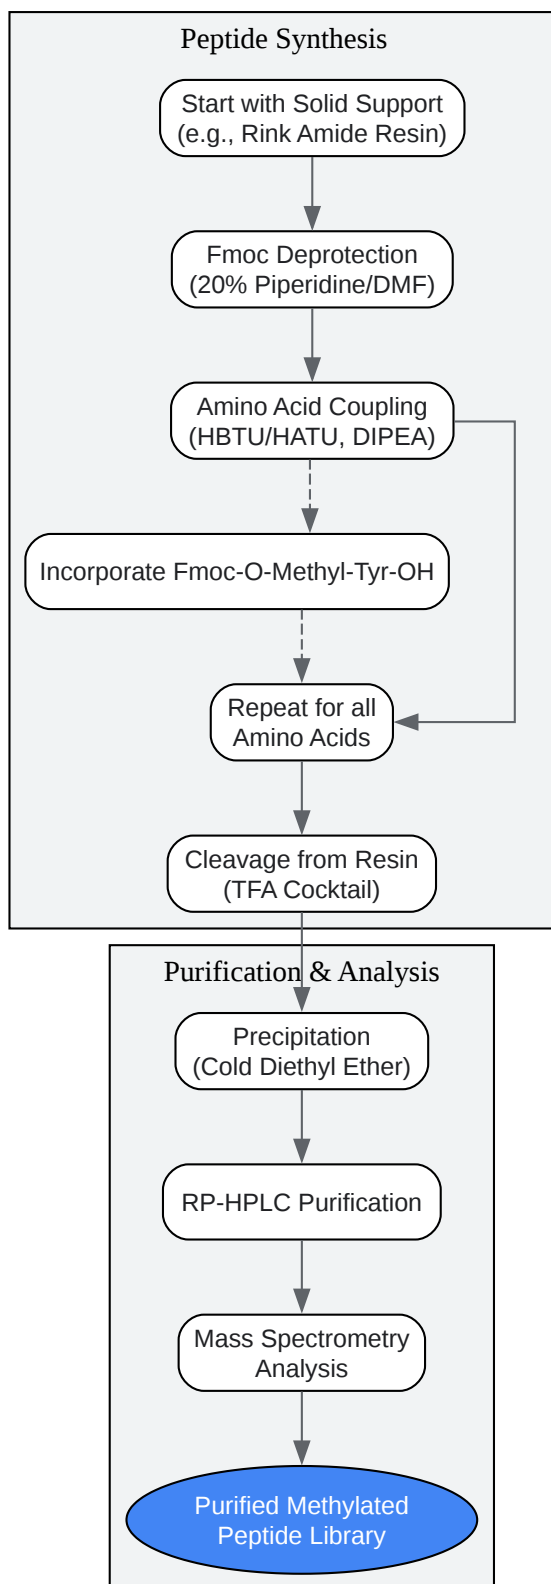 Peptide Synthesis
Start with Solid Support
(e.g., Rink Amide Resin)
Fmoc Deprotection
(20% Piperidine/DMF)
Amino Acid Coupling
(HBTU/HATU, DIPEA)
Incorporate Fmoc-O-Methyl-Tyr-OH
Repeat for all
Amino Acids
Cleavage from Resin
(TFA Cocktail)
Purification & Analysis
Precipitation
(Cold Diethyl Ether)
RP-HPLC Purification
Mass Spectrometry
Analysis
Purified Methylated
Peptide Library